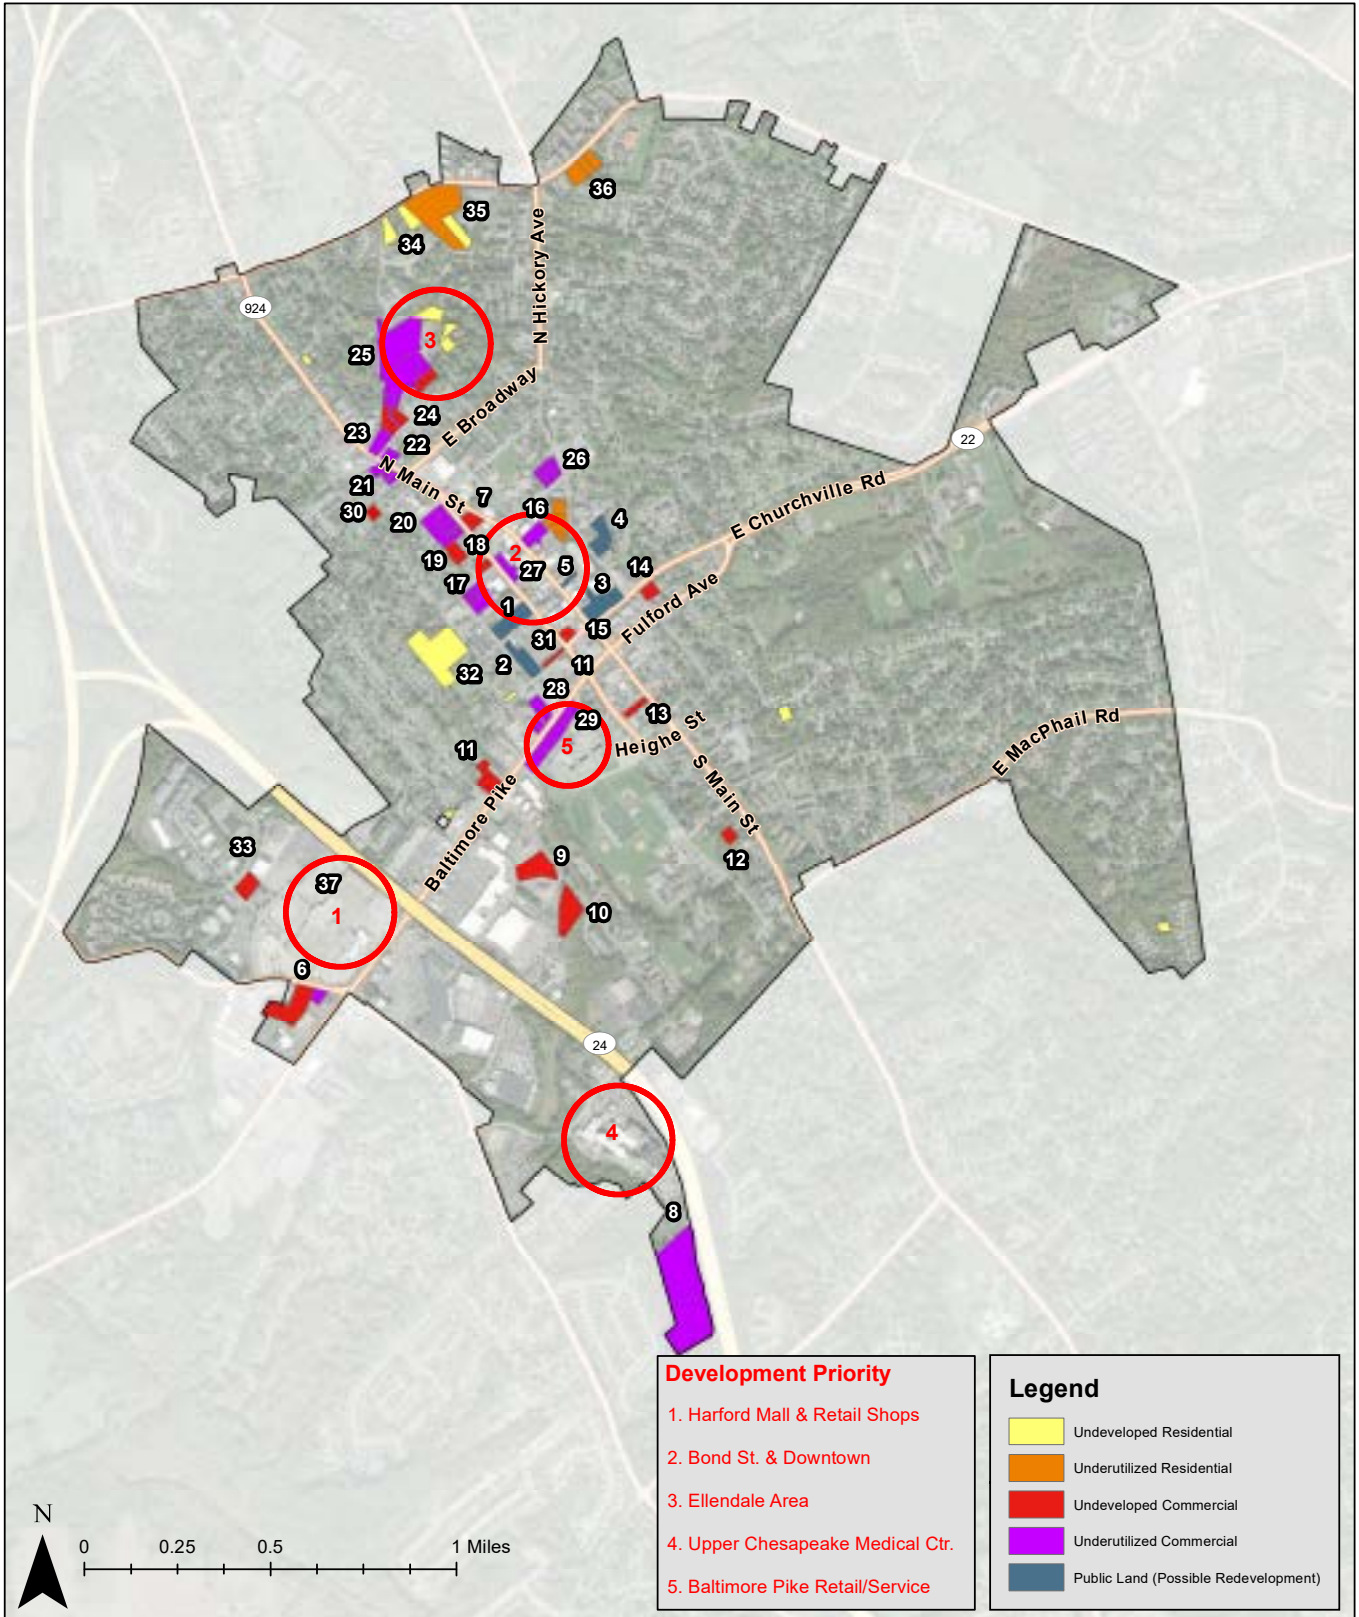 36
35
34
N Hickory Ave
924
3
25
24
E Broadway
23
22
22
N Main St
26
21
7
16
30
20
4
E Churchville Rd
18
2
19
27
5
14
17
3
1
Fulford Ave
15
31
2
11
32
28
13
29
Heighe St
5
E MacPhail Rd
11
S Main St
Baltimore Pike
12
33
9
37
10
1
6
24
4
8
Development Priority
1. Harford Mall & Retail Shops
2. Bond St. & Downtown
3. Ellendale Area
4. Upper Chesapeake Medical Ctr.
5. Baltimore Pike Retail/Service
Legend
Undeveloped Residential
Underutilized Residential
Undeveloped Commercial
Underutilized Commercial
Public Land (Possible Redevelopment)
N
0 0.25 0.5 1 Miles